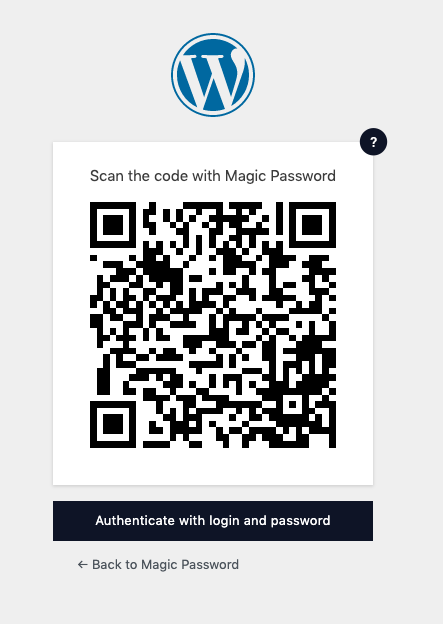 ?
Scan the code with Magic Password
Authenticate with login and password
← Back to Magic Password